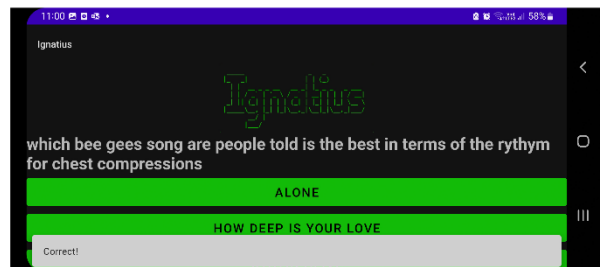 11:00
58%
Ignatius
Ignatius
which bee gees song are people told is the best in terms of the rythym
for chest compressions
ALONE
HOW DEEP IS YOUR LOVE
Correct!